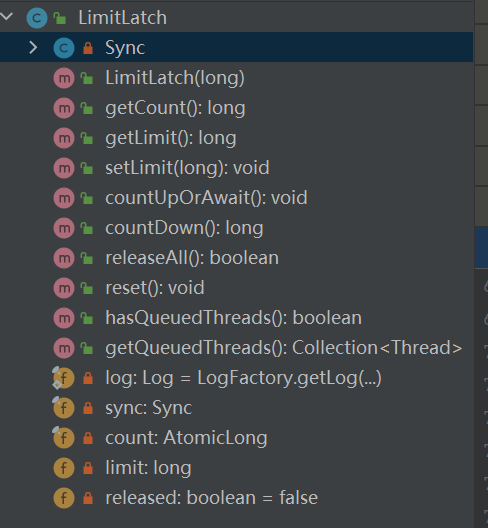 LimitLatch
Sync
LimitLatch(long)
getCount(): long
getLimit(): long
setLimit(long): void
countUpOrAwait(): void
countDown(): long
releaseAll(): boolean
reset(): void
hasQueuedThreads(): boolean
getQueuedThreads(): Collection<Thread>
log: Log = LogFactory.getLog(...)
sync: Sync
count: AtomicLong
limit: long
released: boolean = false